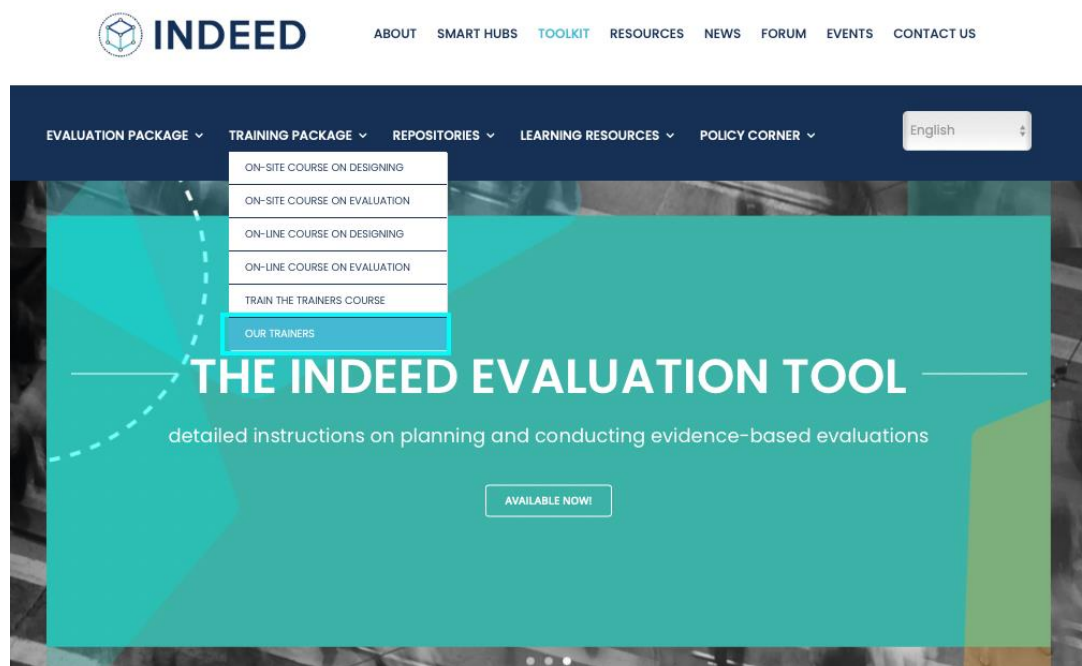 INDEED
ABOUT SMART HUBS TOOLKIT RESOURCES NEWS FORUM EVENTS CONTACT US
EVALUATION PACKAGE TRAINING PACKAGE REPOSITORIES LEARNING RESOURCES POLICY CORNER English
ON-SITE COURSE ON DESIGNING
ON-SITE COURSE ON EVALUATION
ON-LINE COURSE ON DESIGNING
ON-LINE COURSE ON EVALUATION
TRAIN THE TRAINERS COURSE
OUR TRAINERS
THE INDEED EVALUATION TOOL
detailed instructions on planning and conducting evidence-based evaluations
AVAILABLE NOW!